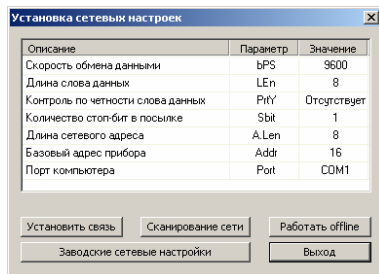 Установка сетевых настроек
Описание Параметр Значение
Скорость обмена данными bPS 9600
Длина слова данных LEn 8
Контроль по четности слова данных PrtY Отсутствует
Количество стоп-бит в посылке Sbit 1
Длина сетевого адреса A.Len 8
Базовый адрес прибора Addr 16
Порт компьютера Port COM1
Установить связь Сканирование сети Работать offline
Заводские сетевые настройки Выход